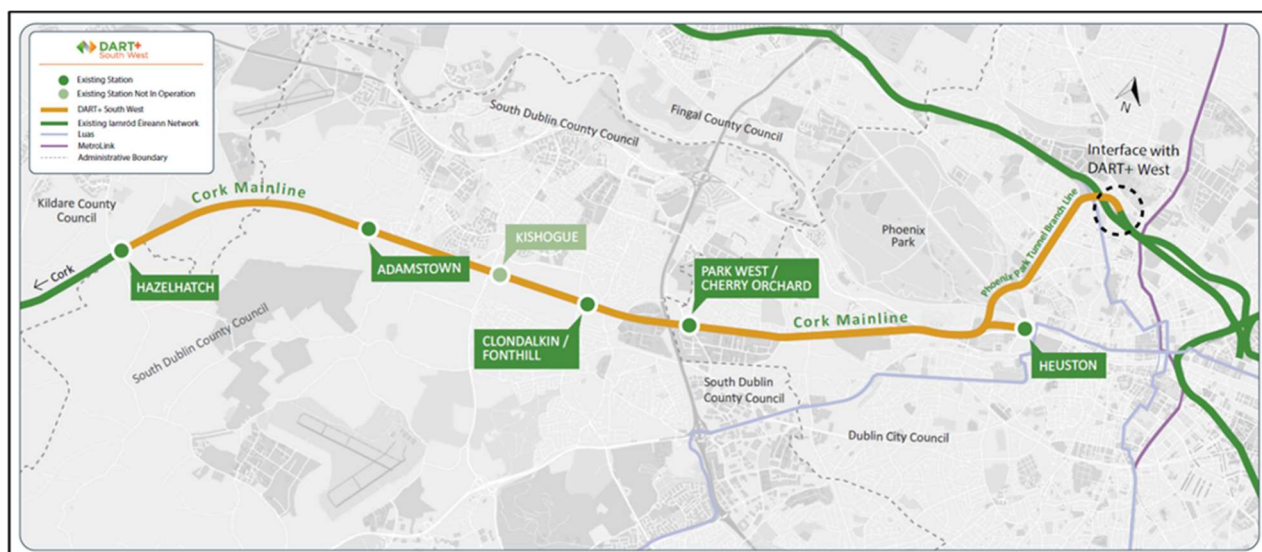 DART+
South West
Existing Station
Existing Station Not In Operation
DART+ South West
Existing Iarnród Éireann Network
Luas
MetroLink
Administrative Boundary
South Dublin County Council
Fingal County Council
N
Interface with
DART+ West
Kildare County
Council
Cork Mainline
Phoenix
Park
Phoenix Park Tunnel Branch Line
KISHOGUE
ADAMSTOWN
← Cork
HAZELHATCH
PARK WEST /
CHERRY ORCHARD
Cork Mainline
South Dublin County Council
CLONDALKIN /
FONTHILL
HEUSTON
South Dublin
County Council
Dublin City Council